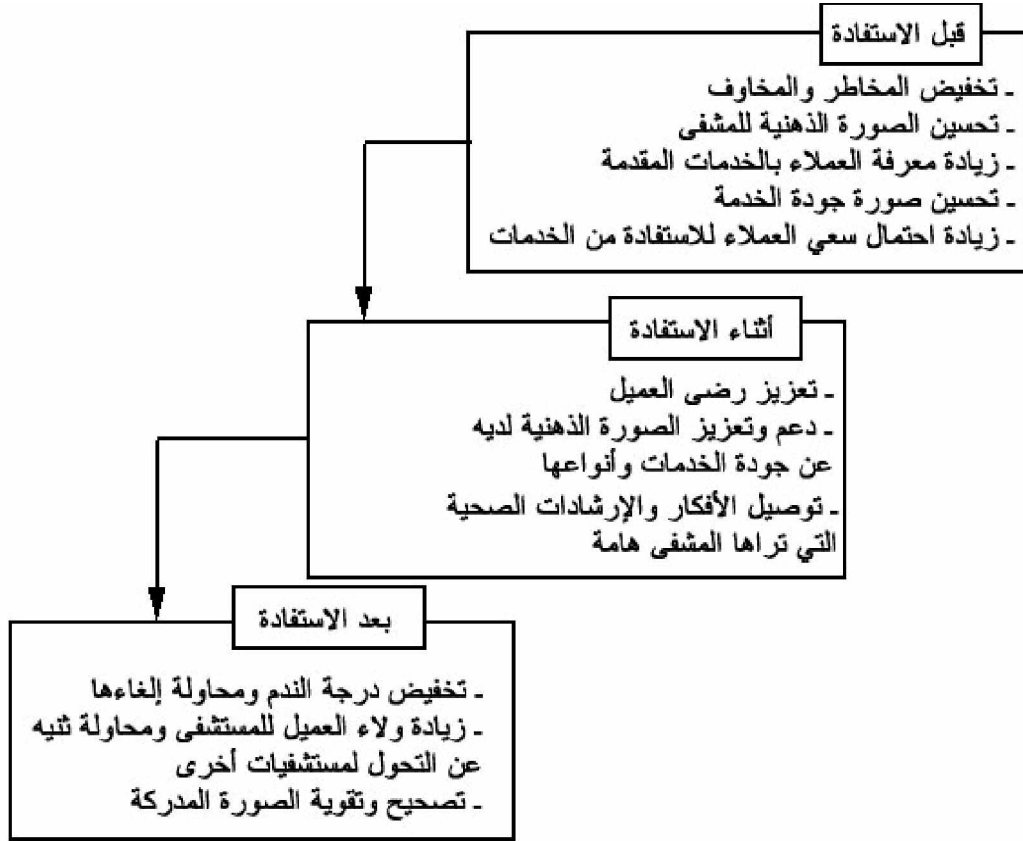 قبل الاستفادة
ـ تخفيض المخاطر والمخاوف
ـ تحسين الصورة الذهنية للمشفى
ـ زيادة معرفة العملاء بالخدمات المقدمة
ـ تحسين صورة جودة الخدمة
ـ زيادة احتمال سعي العملاء للاستفادة من الخدمات
أثناء الاستفادة
ـ تعزيز رضى العميل
ـ دعم وتعزيز الصورة الذهنية لديه
عن جودة الخدمات وأنواعها
ـ توصيل الأفكار والإرشادات الصحية
التي تراها المشفى هامة
بعد الاستفادة
ـ تخفيض درجة الندم ومحاولة إلغاءها
ـ زيادة ولاء العميل للمستشفى ومحاولة ثنيه
عن التحول لمستشفيات أخرى
ـ تصحيح وتقوية الصورة المدركة